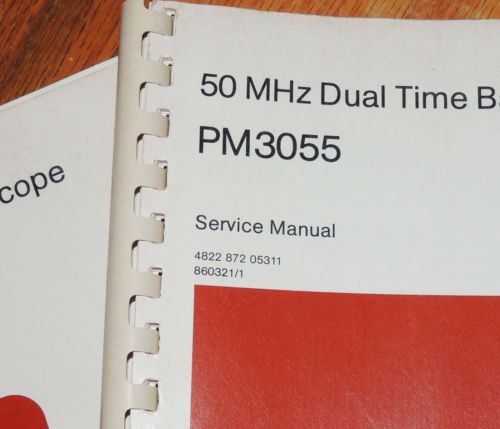 50 MHz Dual Time Ba
PM3055
Service Manual
4822 872 05311
860321/1
cope